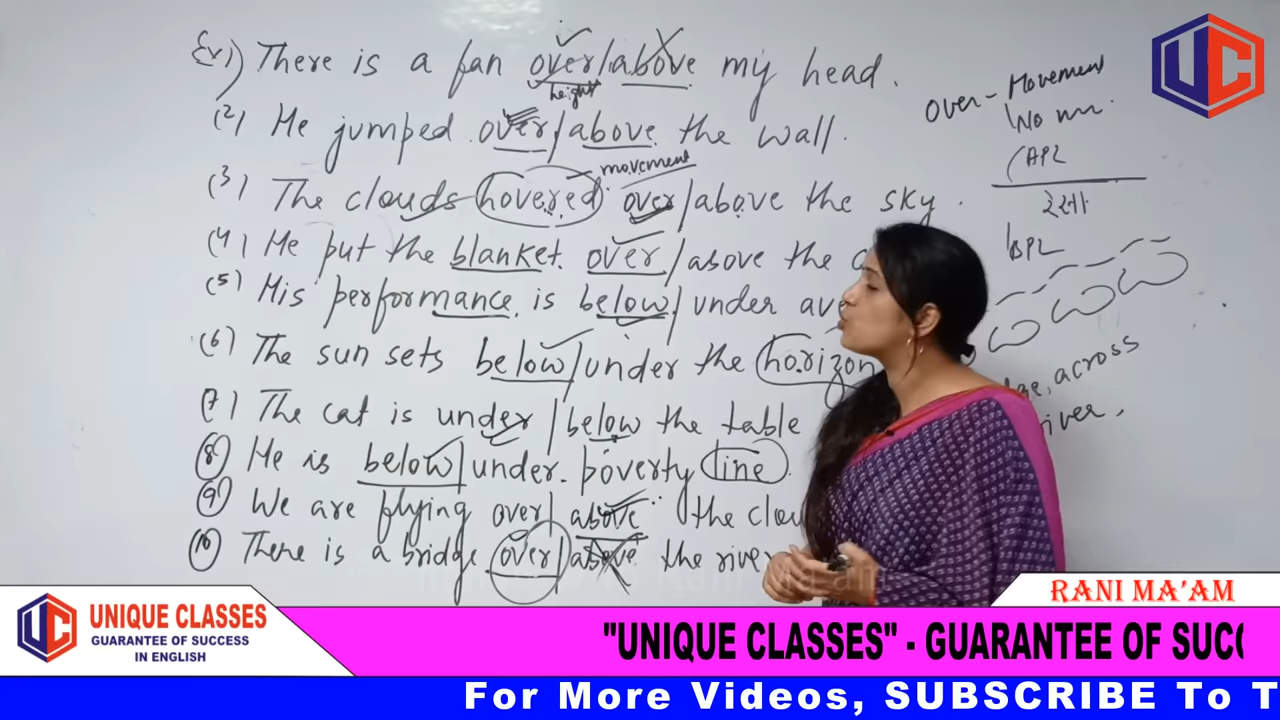 Ex1) There is a fan over/above my head.
height
(2) He jumped over/above the wall.
movement
(3) The clouds hovered over/above the sky.
(4) He put the blanket over/above the
(5) His performance is below/under ave
(6) The sun sets below/under the horizon
(7) The cat is under/below the table
(8) He is below/under poverty line
(9) We are flying over/above the clou
(10) There is a bridge over/above the river
Over - Movement
No
APL
BPL
across
river,
UC
UC
UNIQUE CLASSES
GUARANTEE OF SUCCESS
IN ENGLISH
RANI MA'AM
"UNIQUE CLASSES" - GUARANTEE OF SUCC
For More Videos, SUBSCRIBE To T